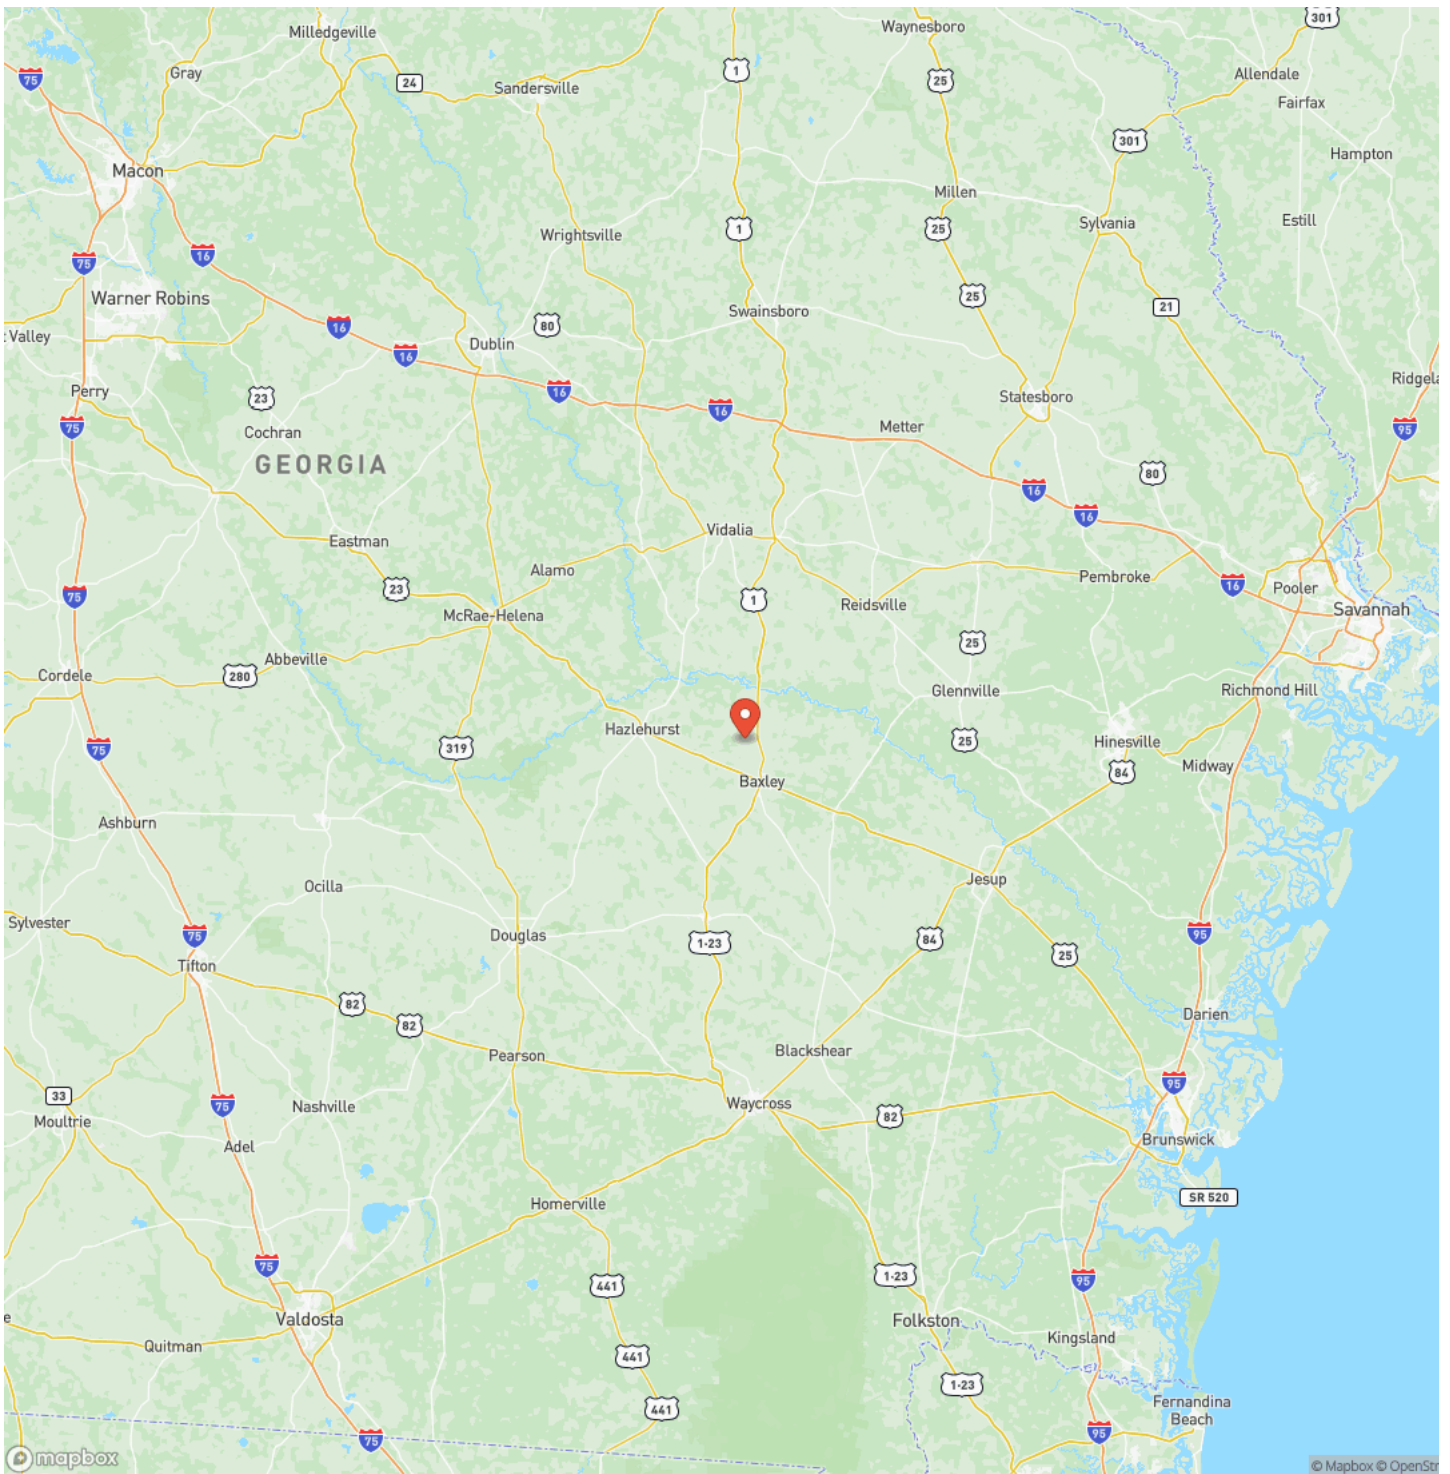 301
Milledgeville
Waynesboro
75
Gray
24
Sandersville
1
25
Allendale
Fairfax
301
Hampton
Macon
Millen
Estill
Sylvania
1
25
Wrightsville
16
75
Warner Robins
25
21
Swainsboro
80
16
t Valley
Dublin
16
Ridgela
Perry
16
23
Statesboro
16
Metter
75
95
Cochran
GEORGIA
80
16
16
Vidalia
Eastman
Alamo
Pembroke
16
Pooler
23
75
1
Reidsville
Savannah
McRae-Helena
25
Abbeville
Cordele
280
Glennville
Richmond Hill
Hazlehurst
25
Hinesville
319
75
Midway
84
Baxley
Ashburn
Jesup
Ocilla
Sylvester
Douglas
75
1-23
84
95
25
Tifton
82
82
Darien
Blackshear
Pearson
95
33
75
Nashville
Waycross
82
Moultrie
Adel
Brunswick
SR 520
Homerville
75
1-23
95
441
Valdosta
Folkston
Quitman
Kingsland
441
1-23
441
Fernandina
Beach
75
95
mapbox
© Mapbox © OpenStr